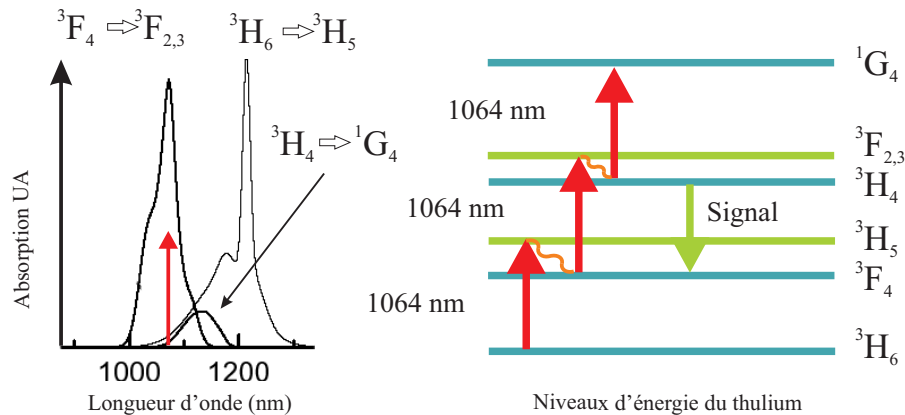 ³F₄ ⇨ ³F₂,₃
³H₆ ⇨ ³H₅
³H₄ ⇨ ¹G₄
Absorption UA
1000
1200
Longueur d'onde (nm)
¹G₄
1064 nm
³F₂,₃
³H₄
1064 nm
Signal
³H₅
³F₄
1064 nm
³H₆
Niveaux d'énergie du thulium